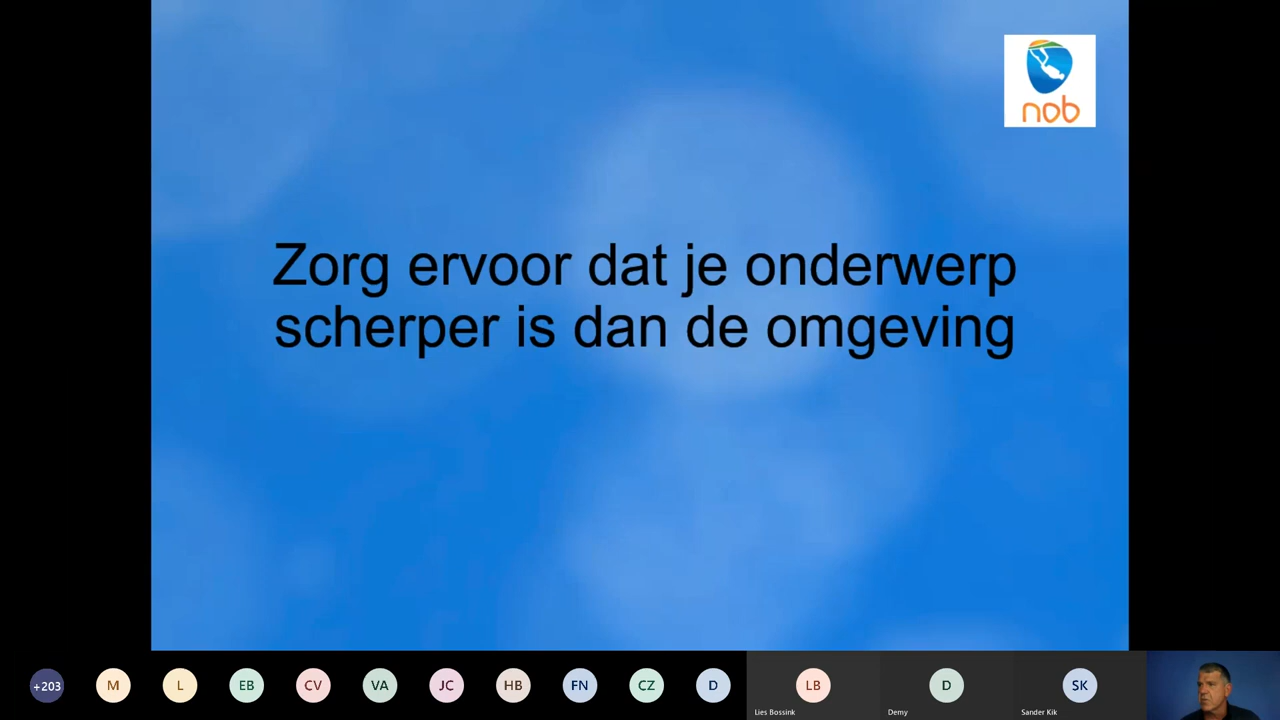 nob
Zorg ervoor dat je onderwerp
scherper is dan de omgeving
+203
M
L
EB
CV
VA
JC
HB
FN
CZ
D
LB
D
SK
Lies Bossink
Demy
Sander Kik